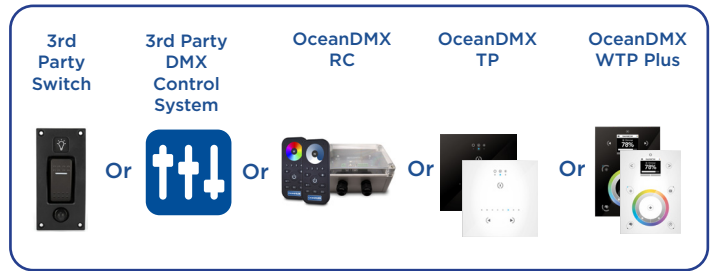 3rd
Party
Switch
3rd Party
DMX
Control
System
OceanDMX
RC
OceanDMX
TP
OceanDMX
WTP Plus
Or
Or
Or
Or
78%
78%